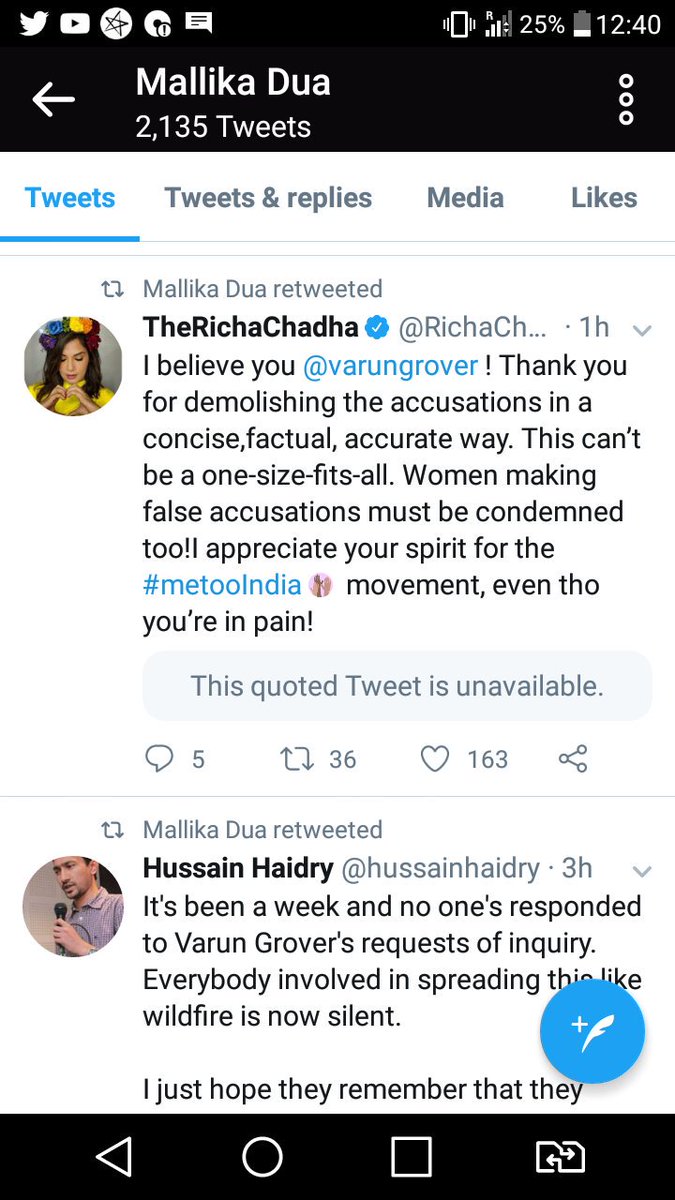 R 25% 12:40
Mallika Dua
2,135 Tweets
Tweets Tweets & replies Media Likes
Mallika Dua retweeted
TheRichaChadha @RichaCh... · 1h
I believe you @varungrover ! Thank you
for demolishing the accusations in a
concise,factual, accurate way. This can’t
be a one-size-fits-all. Women making
false accusations must be condemned
too!I appreciate your spirit for the
#metooIndia movement, even tho
you’re in pain!
This quoted Tweet is unavailable.
5 36 163
Mallika Dua retweeted
Hussain Haidry @hussainhaidry · 3h
It's been a week and no one's responded
to Varun Grover's requests of inquiry.
Everybody involved in spreading this like
wildfire is now silent.
I just hope they remember that they